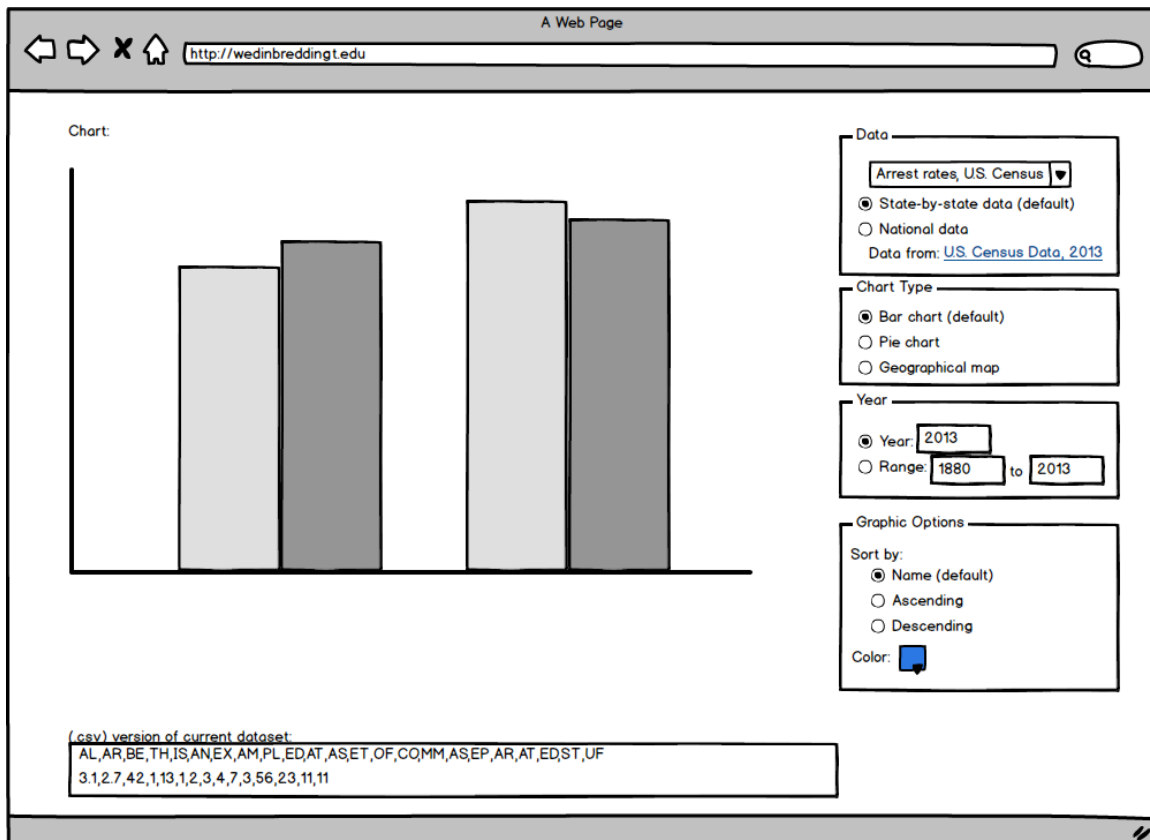 A Web Page
http://wedinbreddingt.edu
Chart:
Data
Arrest rates, U.S. Census
State-by-state data (default)
National data
Data from: U.S. Census Data, 2013
Chart Type
Bar chart (default)
Pie chart
Geographical map
Year
Year: 2013
Range: 1880 to 2013
Graphic Options
Sort by:
Name (default)
Ascending
Descending
Color:
(.csv) version of current dataset:
AL,AR,BE,TH,IS,AN,EX,AM,PL,ED,AT,AS,ET,OF,CO,MM,AS,EP,AR,AT,ED,ST,UF
3.1,2.7,42,1,13,1,2,3,4,7,3,56,23,11,11